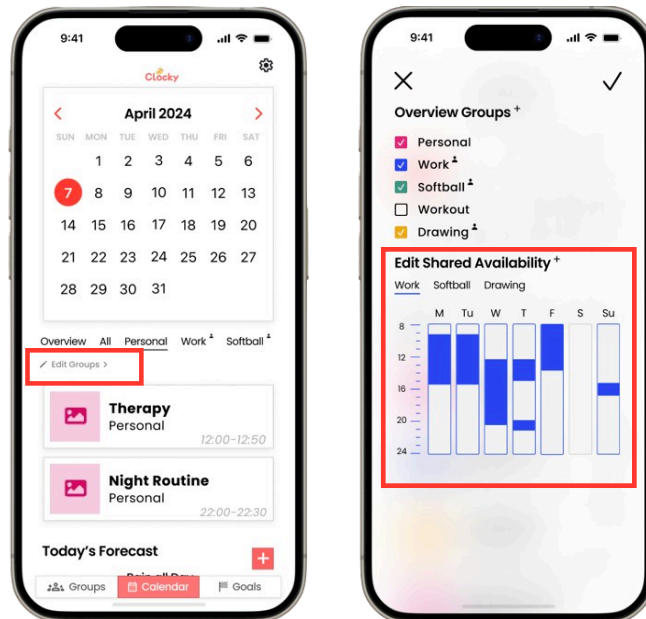 9:41
Clocky
April 2024
SUN MON TUE WED THU FRI SAT
1 2 3 4 5 6
7 8 9 10 11 12 13
14 15 16 17 18 19 20
21 22 23 24 25 26 27
28 29 30 31
Overview All Personal Work Softball
Edit Groups >
Therapy
Personal
12:00-12:50
Night Routine
Personal
22:00-22:30
Today's Forecast
+
Groups Calendar Goals
9:41
Overview Groups +
Personal
Work
Softball
Workout
Drawing
Edit Shared Availability +
Work Softball Drawing
M Tu W T F S Su
8
12
16
20
24